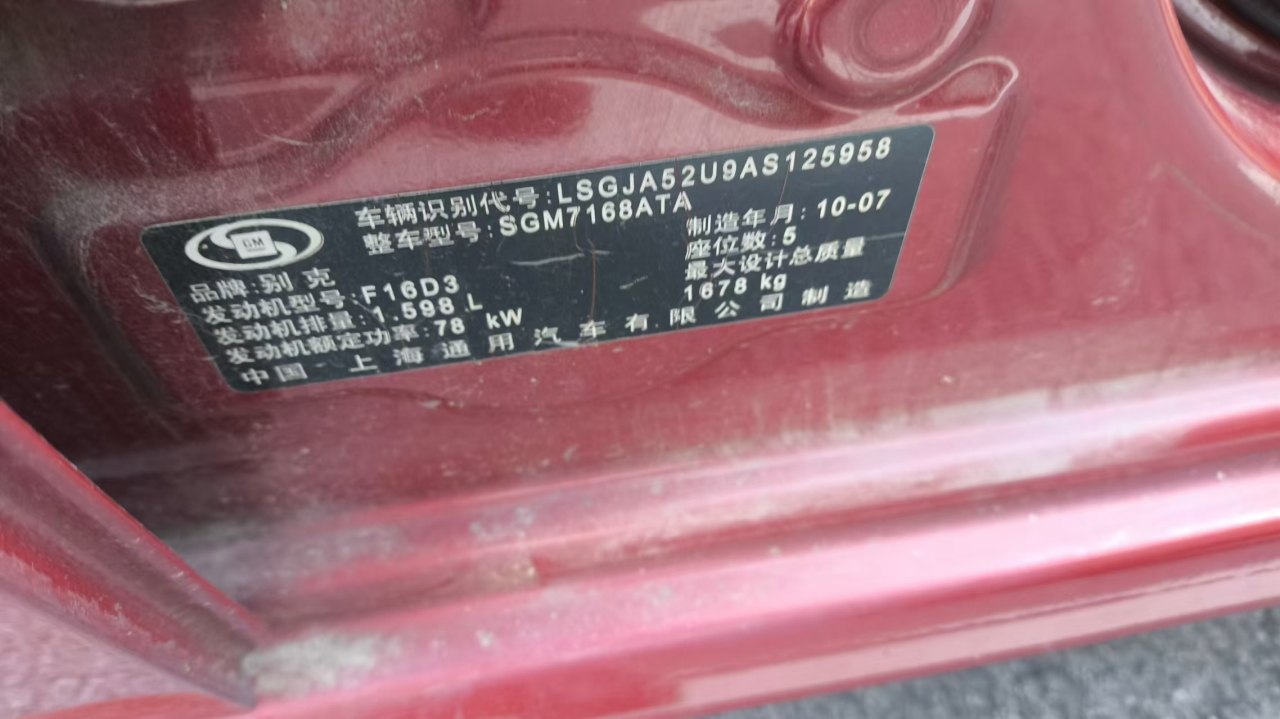 车辆识别代号:LSGJA52U9AS125958
整车型号:SGM7168ATA
制造年月:10-07
GM
品牌:别克
座位数:5
发动机型号:F16D3
最大设计总质量
发动机排量:1.598 L
1678 kg
发动机额定功率:78 kW
中国 上海通用汽车有限公司制造